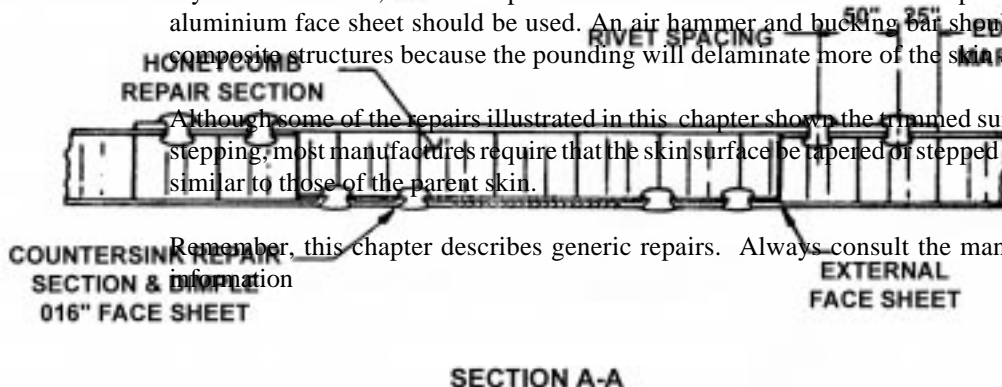 aluminium face sheet should be used. An air hammer and bucking bar shoul
50" 25"
RIVET SPACING
composite structures because the pounding will delaminate more of the skin
MAR
HONEYCOMB
REPAIR SECTION
Although some of the repairs illustrated in this chapter shown the trimmed su
stepping, most manufactures require that the skin surface be tapered or stepped
similar to those of the parent skin.
Remember, this chapter describes generic repairs. Always consult the man
information
COUNTERSINK REPAIR
SECTION & DIMPLE
016" FACE SHEET
EXTERNAL
FACE SHEET
SECTION A-A